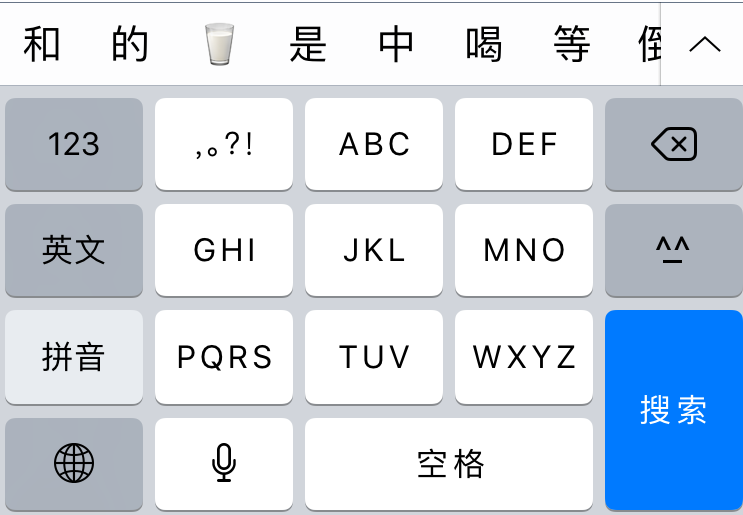 和 的 🥛 是 中 喝 等
123 ,。?! ABC DEF
英文 GHI JKL MNO ^_^
拼音 PQRS TUV WXYZ
搜索
空格